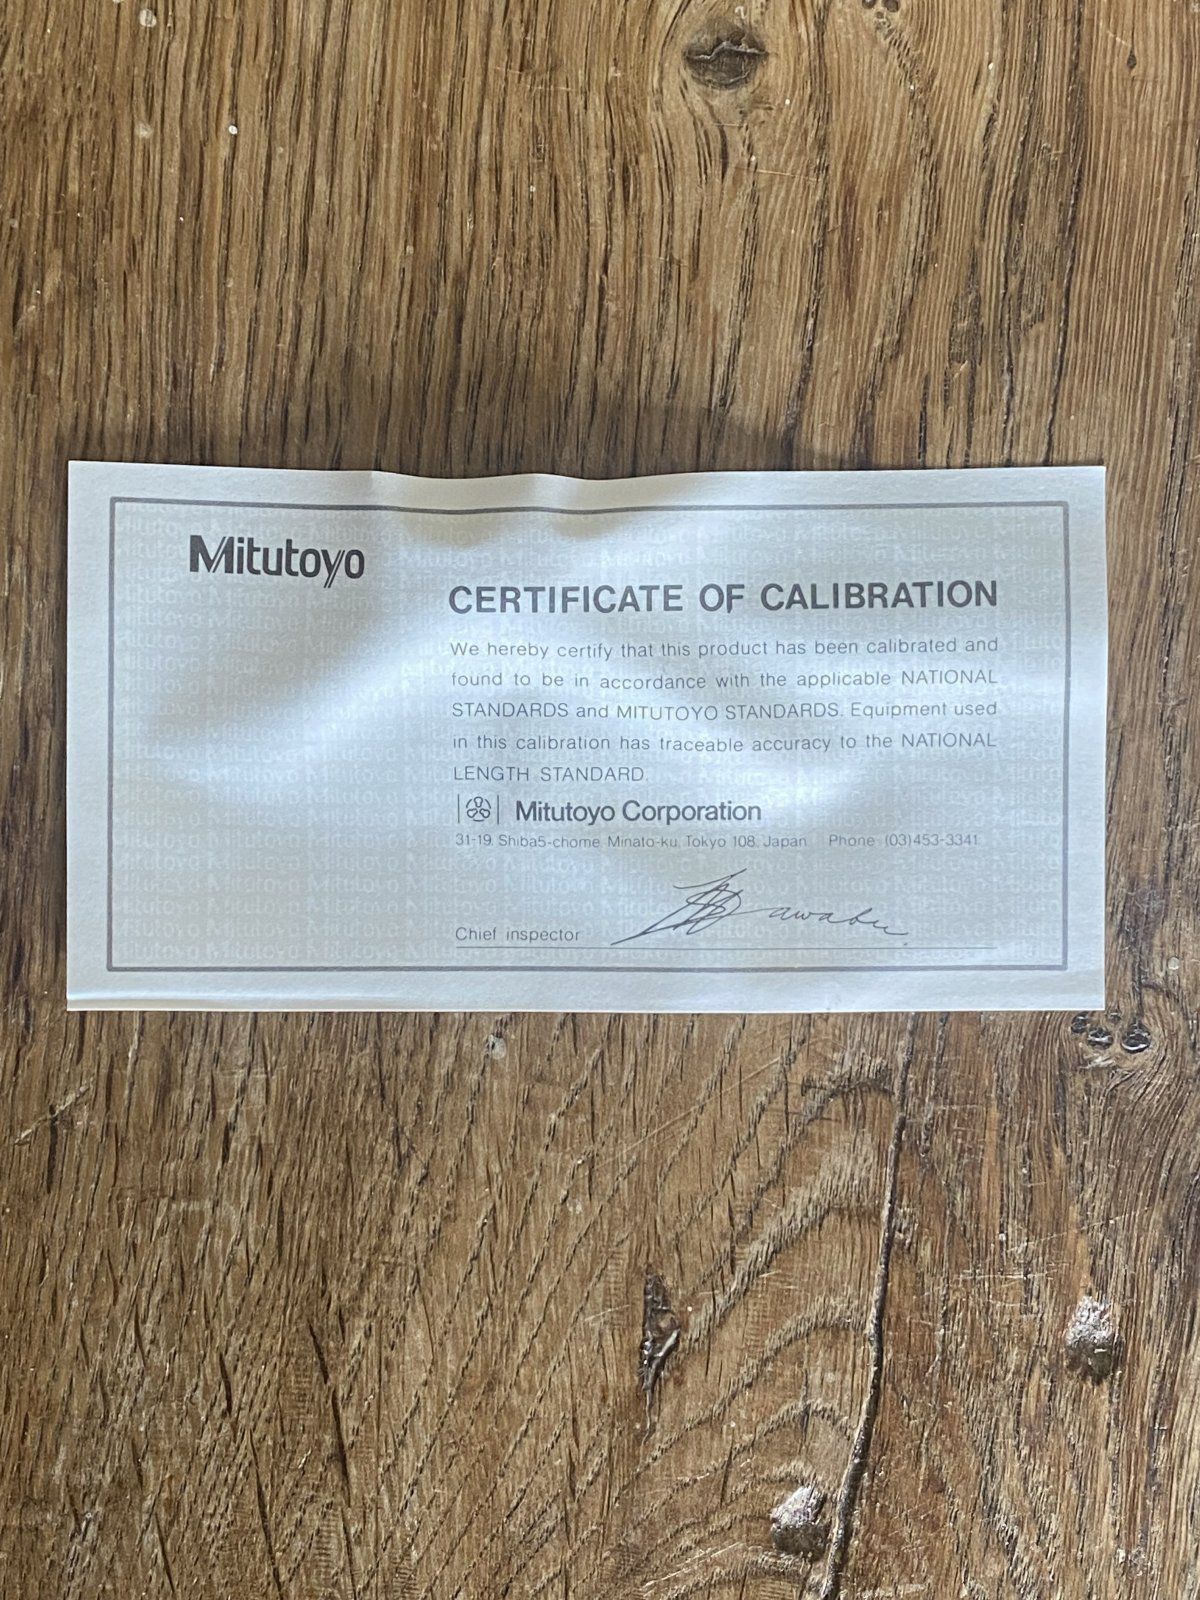 Mitutoyo
CERTIFICATE OF CALIBRATION
We hereby certify that this product has been calibrated and
found to be in accordance with the applicable NATIONAL
STANDARDS and MITUTOYO STANDARDS. Equipment used
in this calibration has traceable accuracy to the NATIONAL
LENGTH STANDARD.
Mitutoyo Corporation
31-19, Shiba5-chome Minato-ku, Tokyo 108, Japan Phone (03)453-3341
Chief inspector